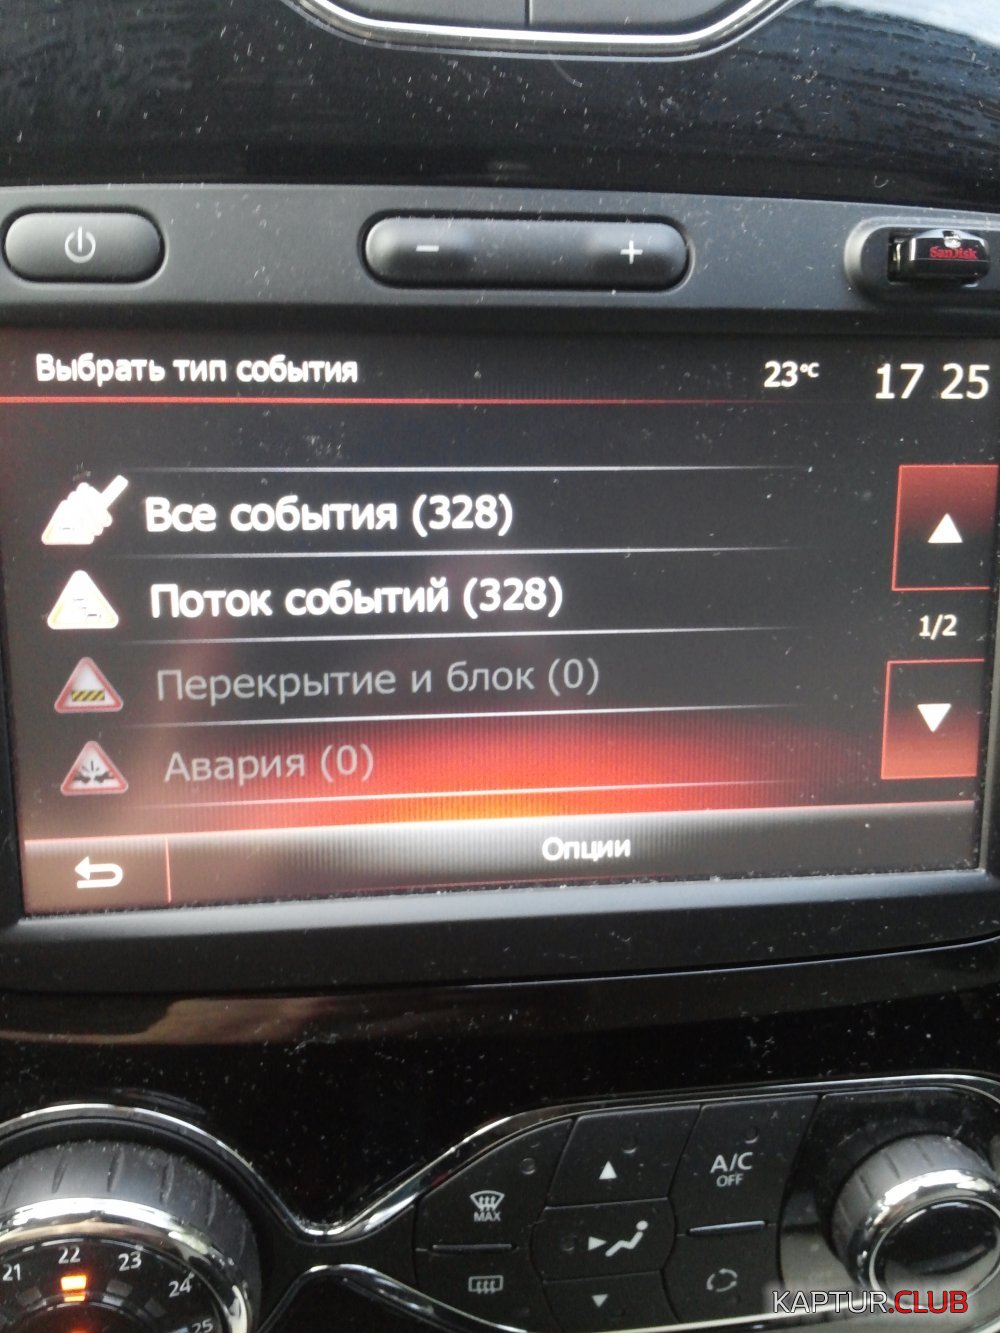 SanDisk
Выбрать тип события 23°C 17 25
Все события (328)
Поток событий (328)
1/2
Перекрытие и блок (0)
Авария (0)
Опции
A/C
OFF
MAX
21 22 23 24 25
KAPTUR.CLUB